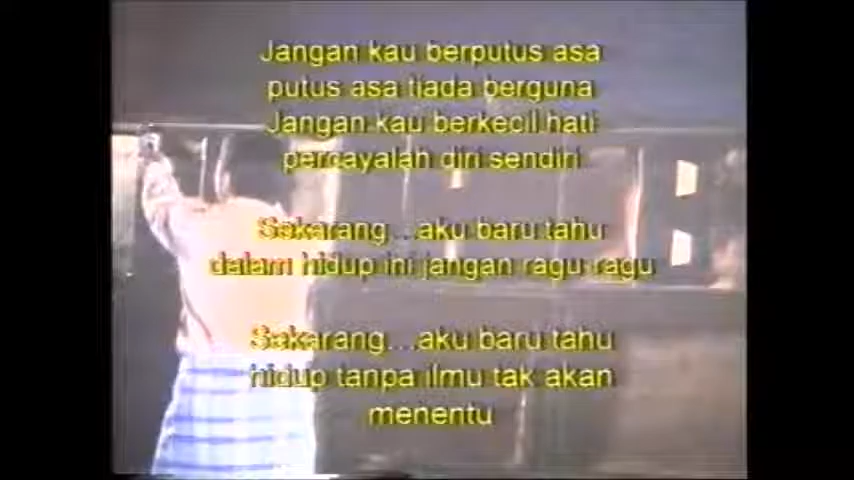 Jangan kau berputus asa
putus asa tiada berguna
Jangan kau berkecil hati
percayalah diri sendiri
Sekarang...aku baru tahu
dalam hidup ini jangan ragu ragu
Sekarang...aku baru tahu
hidup tanpa ilmu tak akan
menentu